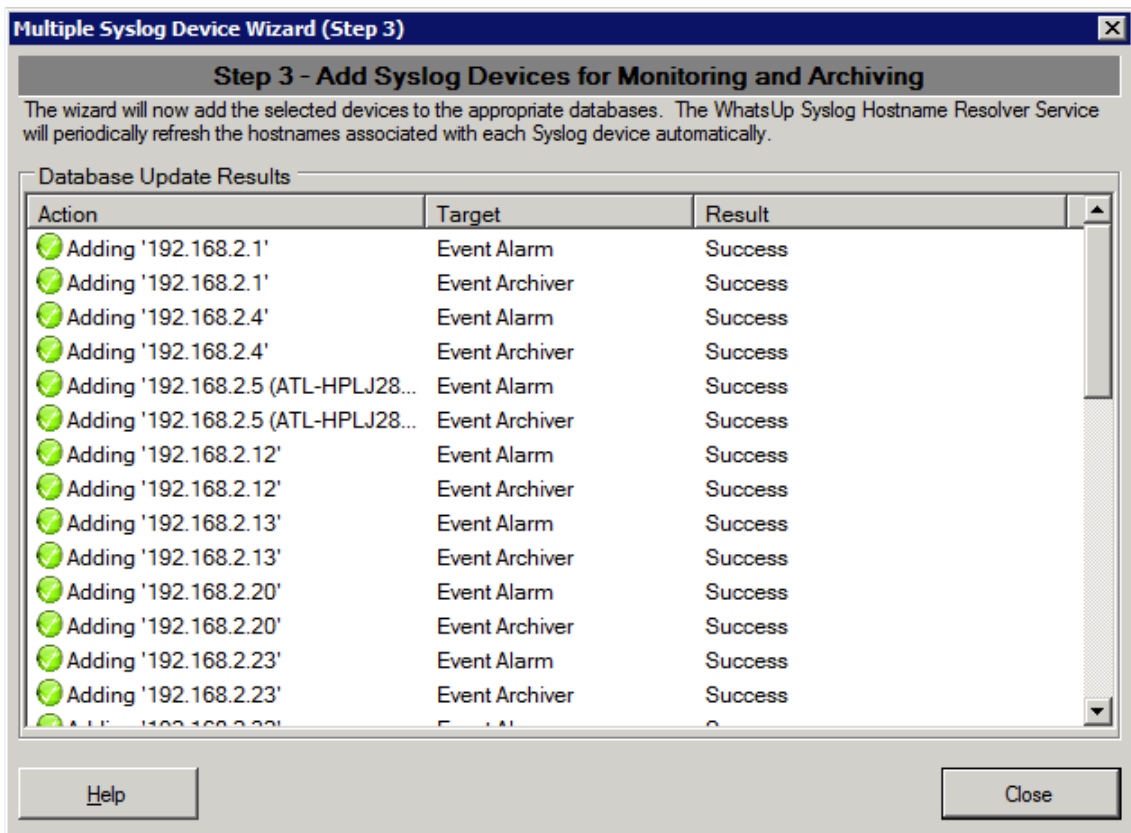 Multiple Syslog Device Wizard (Step 3)
Step 3 - Add Syslog Devices for Monitoring and Archiving
The wizard will now add the selected devices to the appropriate databases. The WhatsUp Syslog Hostname Resolver Service
will periodically refresh the hostnames associated with each Syslog device automatically.
Database Update Results
Action Target Result
Adding '192.168.2.1' Event Alarm Success
Adding '192.168.2.1' Event Archiver Success
Adding '192.168.2.4' Event Alarm Success
Adding '192.168.2.4' Event Archiver Success
Adding '192.168.2.5 (ATL-HPLJ28... Event Alarm Success
Adding '192.168.2.5 (ATL-HPLJ28... Event Archiver Success
Adding '192.168.2.12' Event Alarm Success
Adding '192.168.2.12' Event Archiver Success
Adding '192.168.2.13' Event Alarm Success
Adding '192.168.2.13' Event Archiver Success
Adding '192.168.2.20' Event Alarm Success
Adding '192.168.2.20' Event Archiver Success
Adding '192.168.2.23' Event Alarm Success
Adding '192.168.2.23' Event Archiver Success
Help Close